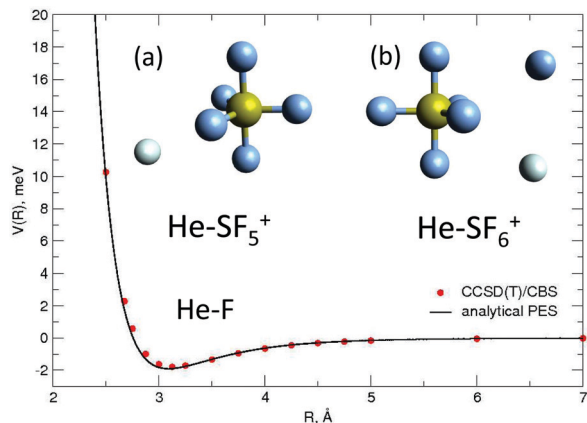 (a)
(b)
He-SF₅⁺
He-SF₆⁺
He-F
CCSD(T)/CBS
analytical PES
V(R), meV
20
18
16
14
12
10
8
6
4
2
0
-2
2
3
4
5
6
7
R, Å